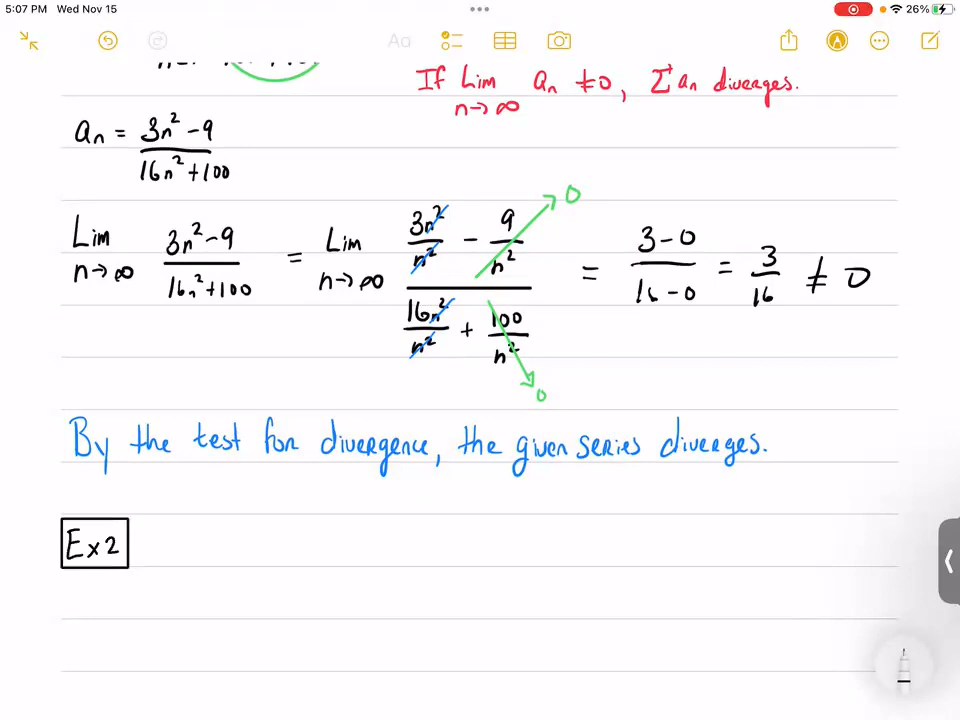 5:07 PM Wed Nov 15
26%
Aa
If Lim n→∞ an ≠0, Σ an diverges.
an = 3n² -9 / 16n² +100
Lim n→∞ 3n² -9 / 16n² +100 = Lim n→∞ (3n²/n² - 9/n²) / (16n²/n² + 100/n²) = 3-0 / 16-0 = 3/16 ≠ 0
0
0
By the test for divergence, the given series diverges.
Ex2